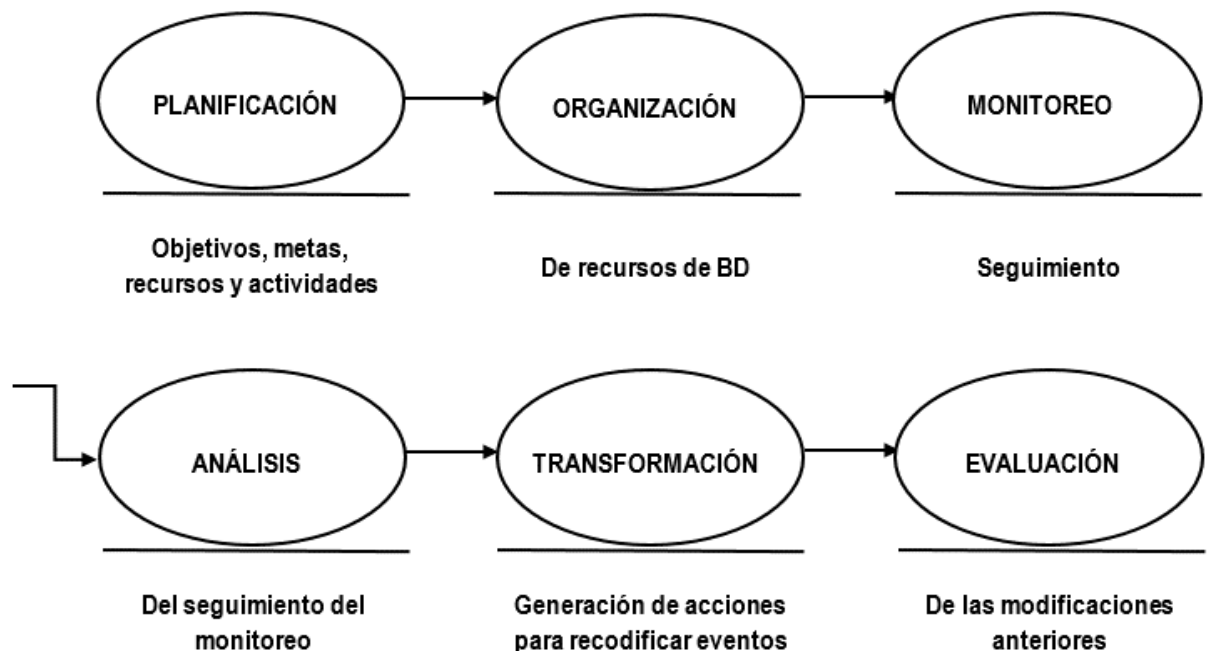 PLANIFICACIÓN
ORGANIZACIÓN
MONITOREO
Objetivos, metas,
recursos y actividades
De recursos de BD
Seguimiento
ANÁLISIS
TRANSFORMACIÓN
EVALUACIÓN
Del seguimiento del
monitoreo
Generación de acciones
para recodificar eventos
De las modificaciones
anteriores